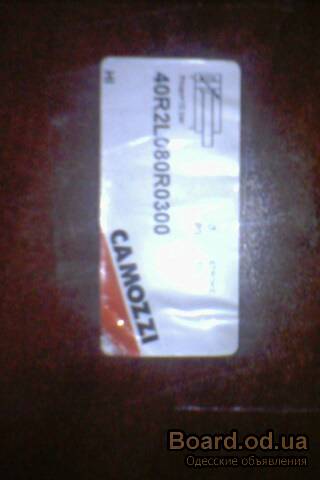 40R2L080R0300
CAMOZZI
Board.od.ua
Одесские объявления